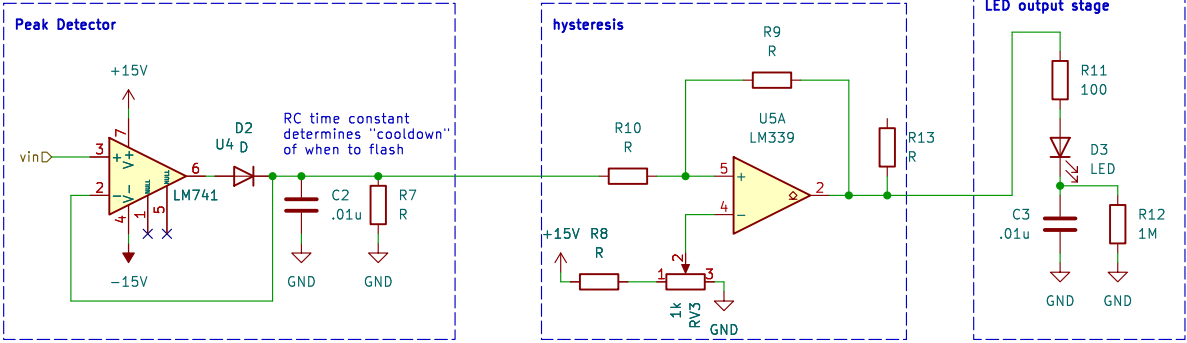 Peak Detector
+15V
vin
3
+
7
V+
2
-
V-
4
NULL
1
NULL
5
6
U4
LM741
-15V
D2
D
RC time constant
determines "cooldown"
of when to flash
C2
.01u
GND
R7
R
GND
hysteresis
R9
R
R10
R
U5A
LM339
5
+
4
-
2
R13
R
+15V
R8
R
1
2
3
1k
RV3
GND
LED output stage
R11
100
D3
LED
C3
.01u
GND
R12
1M
GND